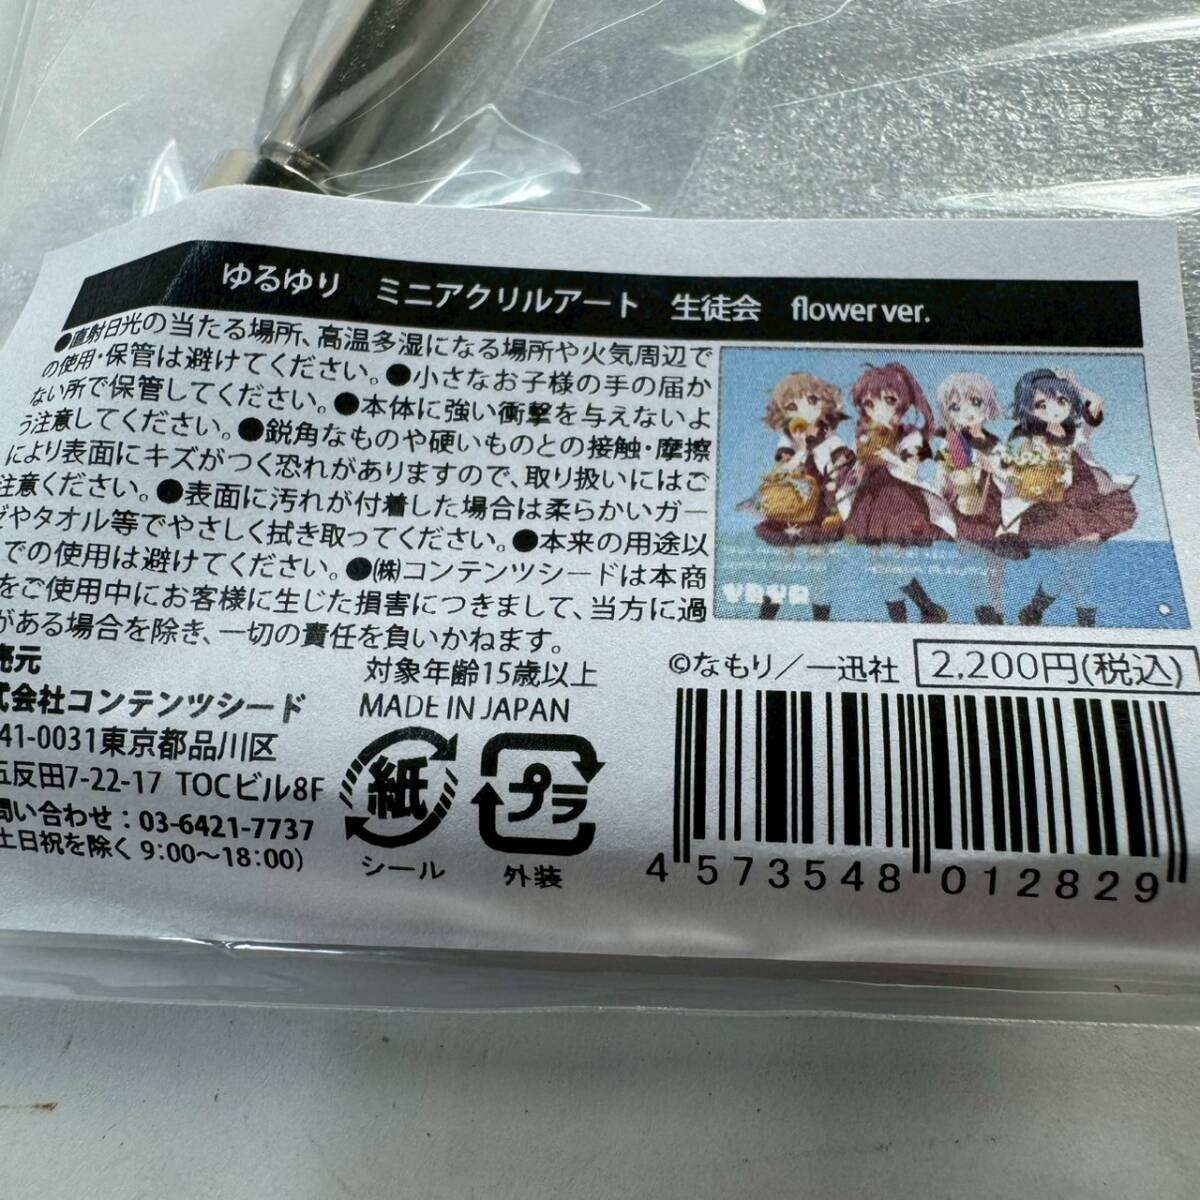 ゆるゆり ミニアクリルアート 生徒会 flower ver.
●直射日光の当たる場所、高温多湿になる場所や火気周辺で
の使用・保管は避けてください。●小さなお子様の手の届か
ない所で保管してください。●本体に強い衝撃を与えないよ
う注意してください。●鋭角なものや硬いものとの接触・摩擦
により表面にキズがつく恐れがありますので、取り扱いにはご
注意ください。●表面に汚れが付着した場合は柔らかいガー
ゼやタオル等でやさしく拭き取ってください。●本来の用途以
での使用は避けてください。●(株)コンテンツシードは本商
をご使用中にお客様に生じた損害につきまして、当方に過
がある場合を除き、一切の責任を負いかねます。
売元
式会社コンテンツシード
41-0031東京都品川区
五反田7-22-17 TOCビル8F
問い合わせ：03-6421-7737
土日祝を除く 9:00〜18:00)
対象年齢15歳以上
MADE IN JAPAN
紙
シール
プラ
外装
YRYR
©なもり／一迅社
2,200円(税込)
4 573548 012829